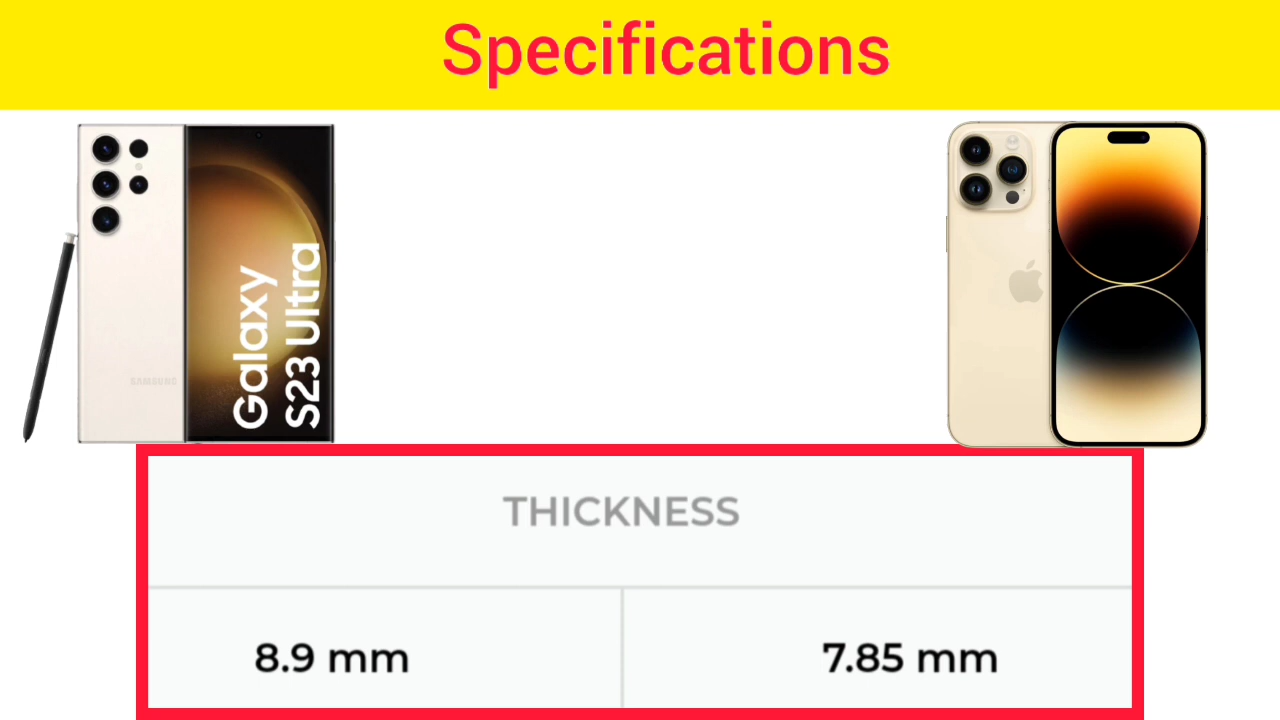 Specifications
SAMSUNG
Galaxy
S23 Ultra
THICKNESS
8.9 mm
7.85 mm